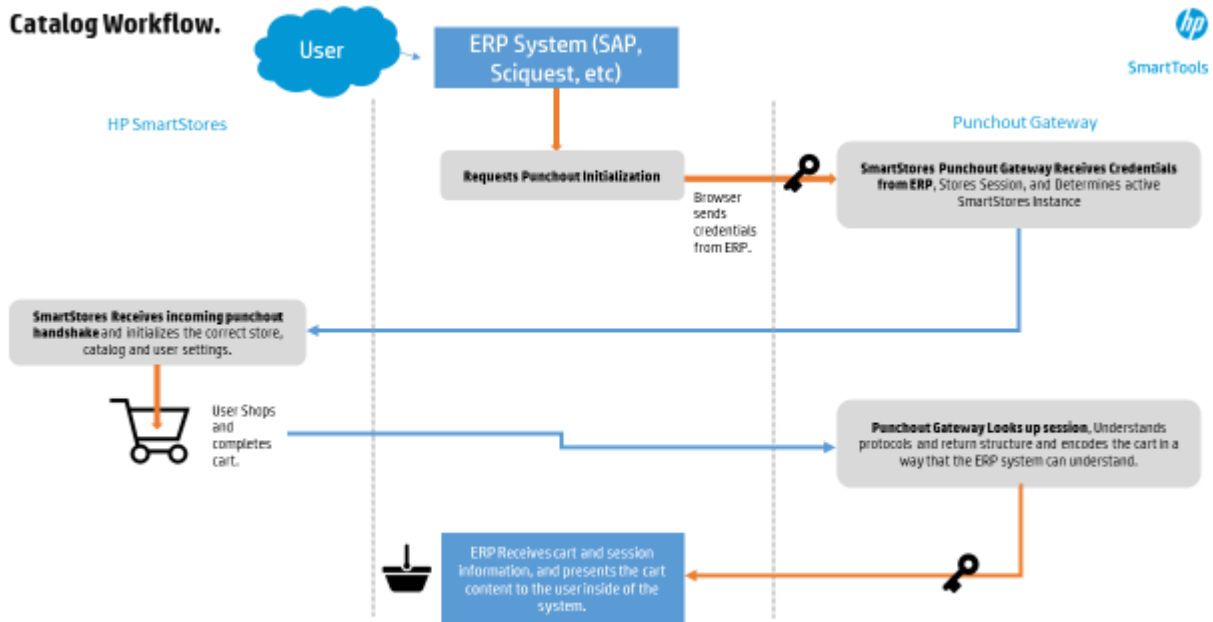 Catalog Workflow.
User
ERP System (SAP,
Sciquest, etc)
hp
SmartTools
HP SmartStores
Punchout Gateway
Requests Punchout Initialization
Browser
sends
credentials
from ERP.
SmartStores Punchout Gateway Receives Credentials
from ERP, Stores Session, and Determines active
SmartStores Instance
SmartStores Receives incoming punchout
handshake and initializes the correct store,
catalog and user settings.
User Shops
and
completes
cart.
Punchout Gateway Looks up session, Understands
protocols and return structure and encodes the cart in a
way that the ERP system can understand.
ERP Receives cart and session
information, and presents the cart
content to the user inside of the
system.